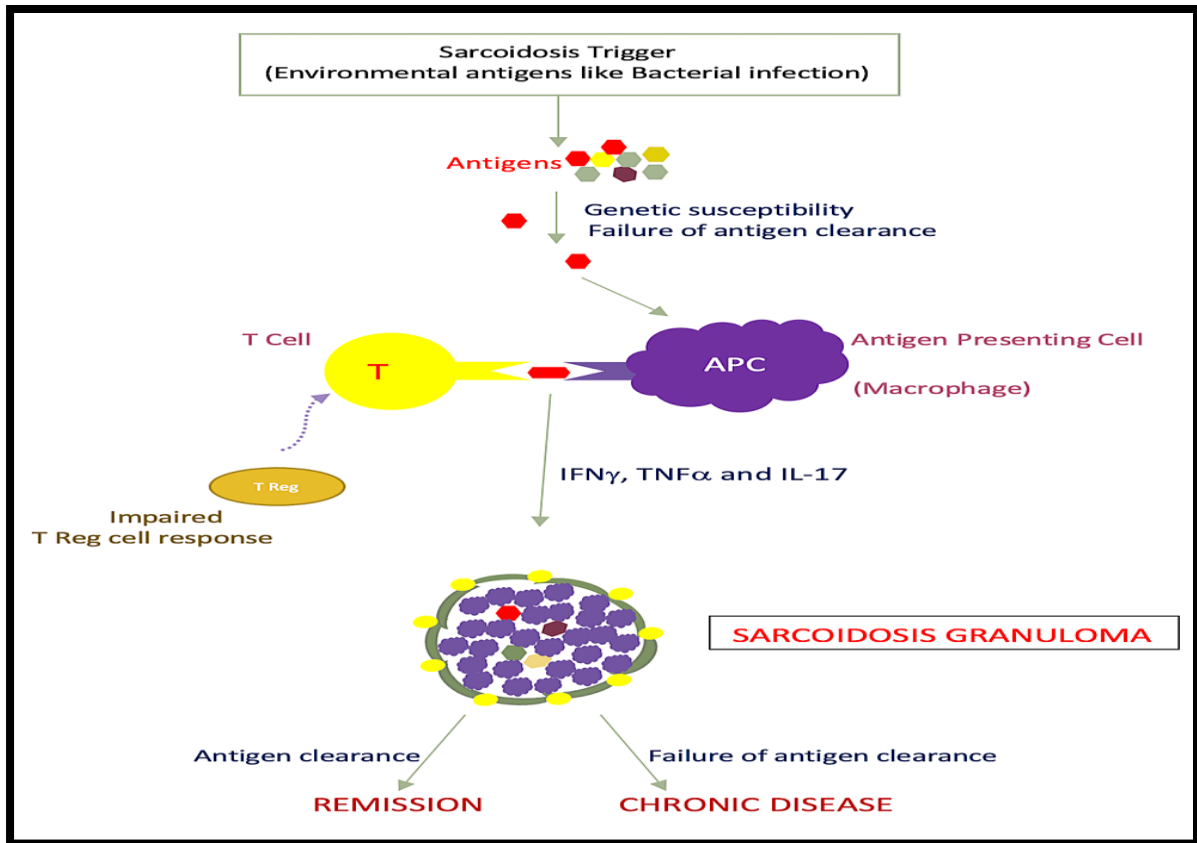 Sarcoidosis Trigger
(Environmental antigens like Bacterial infection)
Antigens
Genetic susceptibility
Failure of antigen clearance
T Cell
T
APC
Antigen Presenting Cell
(Macrophage)
T Reg
Impaired
T Reg cell response
IFNγ, TNFα and IL-17
SARCOIDOSIS GRANULOMA
Antigen clearance
Failure of antigen clearance
REMISSION
CHRONIC DISEASE